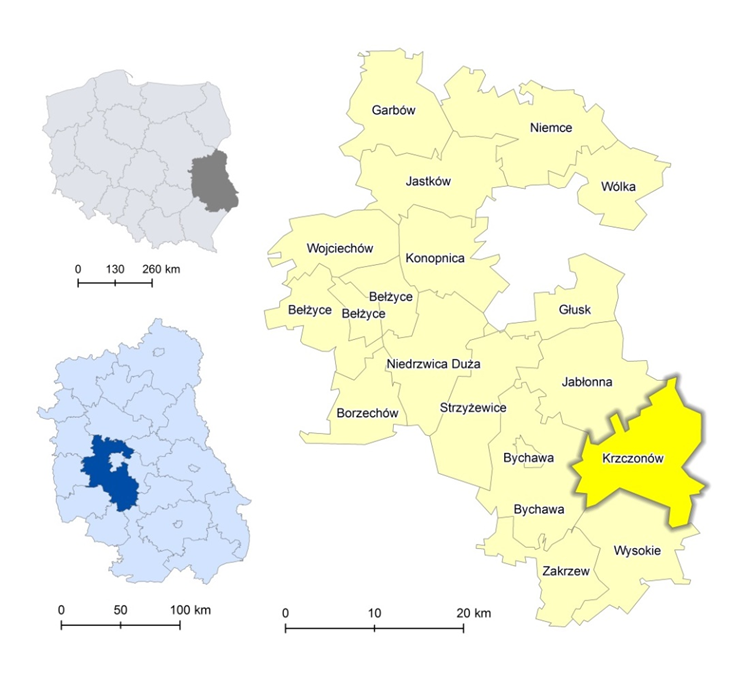 Garbów
Niemce
Jastków
Wólka
Wojciechów
Konopnica
Bełżyce
Bełżyce
Bełżyce
Głusk
Niedrzwica Duża
Jabłonna
Borzechów
Strzyżewice
Bychawa
Krzczonów
Bychawa
Wysokie
Zakrzew
0 130 260 km
0 50 100 km
0 10 20 km